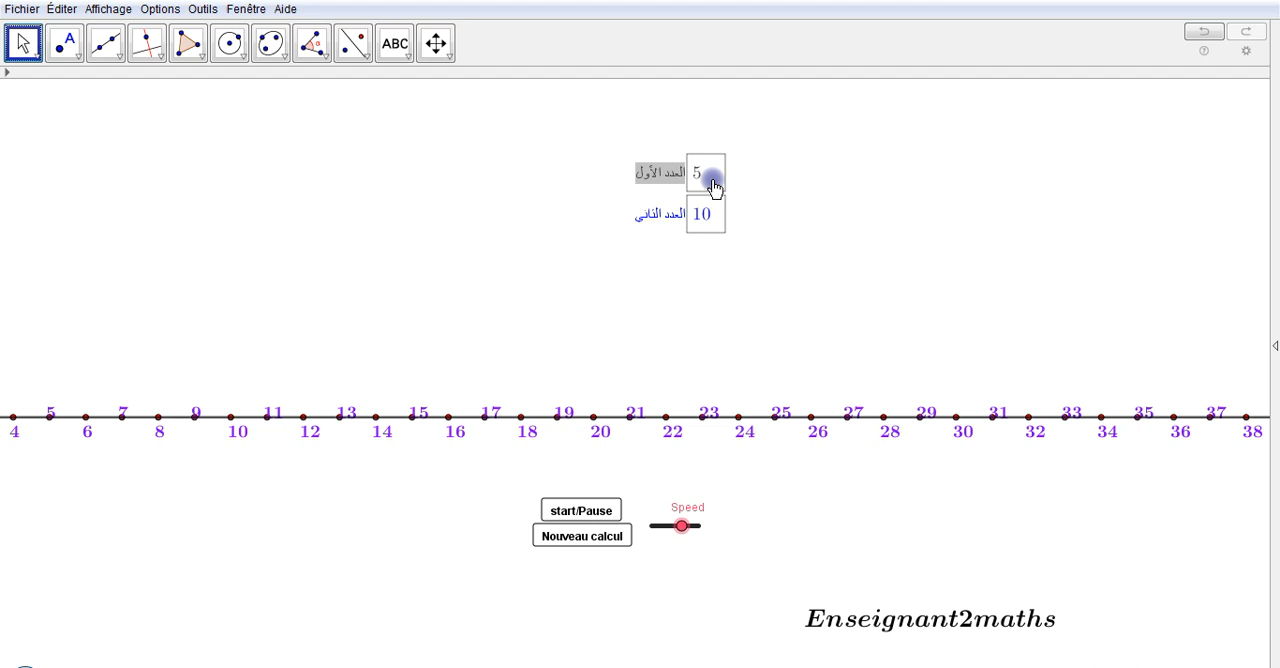 Fichier Éditer Affichage Options Outils Fenêtre Aide
A ABC
العدد الأول 5
العدد الثاني 10
5 7 9 11 13 15 17 19 21 23 25 27 29 31 33 35 37
4 6 8 10 12 14 16 18 20 22 24 26 28 30 32 34 36 38
start/Pause Speed
Nouveau calcul
Enseignant2maths